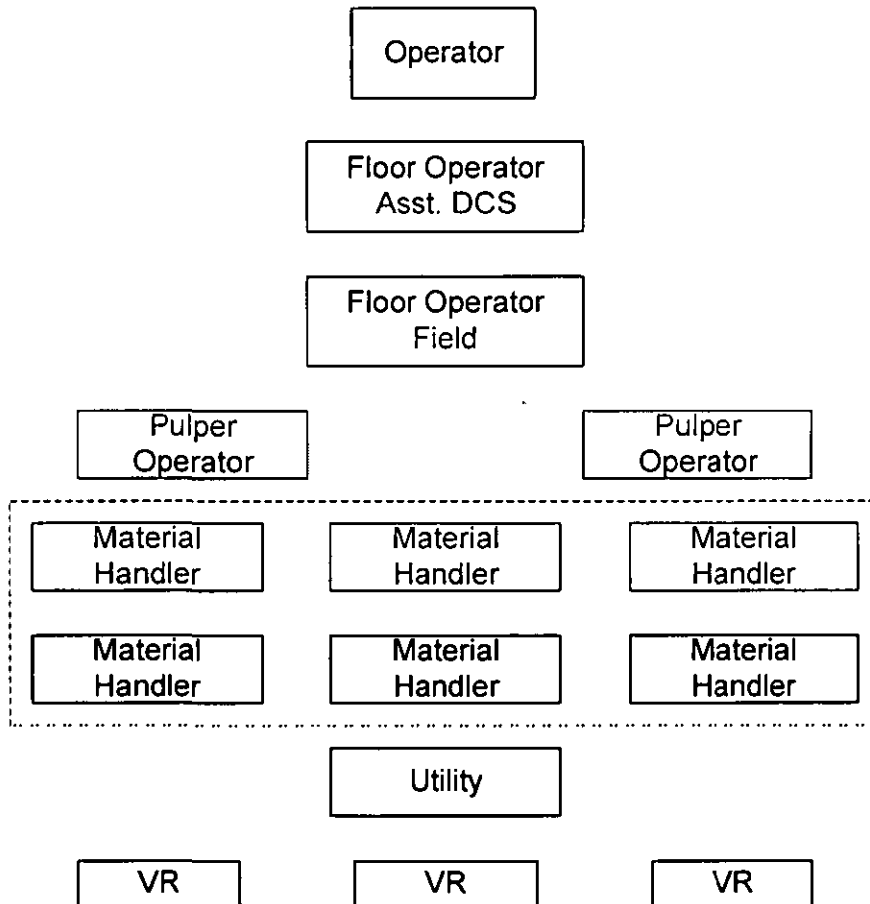 Operator
Floor Operator
Asst. DCS
Floor Operator
Field
Pulper
Operator
Pulper
Operator
Material
Handler
Material
Handler
Material
Handler
Material
Handler
Material
Handler
Material
Handler
Utility
VR
VR
VR